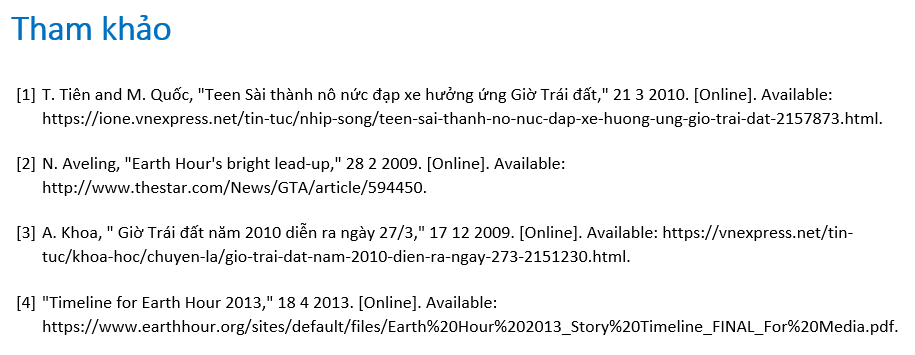 Tham khảo
[1] T. Tiên and M. Quốc, "Teen Sài thành nô nức đạp xe hưởng ứng Giờ Trái đất," 21 3 2010. [Online]. Available:
https://ione.vnexpress.net/tin-tuc/nhip-song/teen-sai-thanh-no-nuc-dap-xe-huong-ung-gio-trai-dat-2157873.html.
[2] N. Aveling, "Earth Hour's bright lead-up," 28 2 2009. [Online]. Available:
http://www.thestar.com/News/GTA/article/594450.
[3] A. Khoa, " Giờ Trái đất năm 2010 diễn ra ngày 27/3," 17 12 2009. [Online]. Available: https://vnexpress.net/tin-
tuc/khoa-hoc/chuyen-la/gio-trai-dat-nam-2010-dien-ra-ngay-273-2151230.html.
[4] "Timeline for Earth Hour 2013," 18 4 2013. [Online]. Available:
https://www.earthhour.org/sites/default/files/Earth%20Hour%202013_Story%20Timeline_FINAL_For%20Media.pdf.